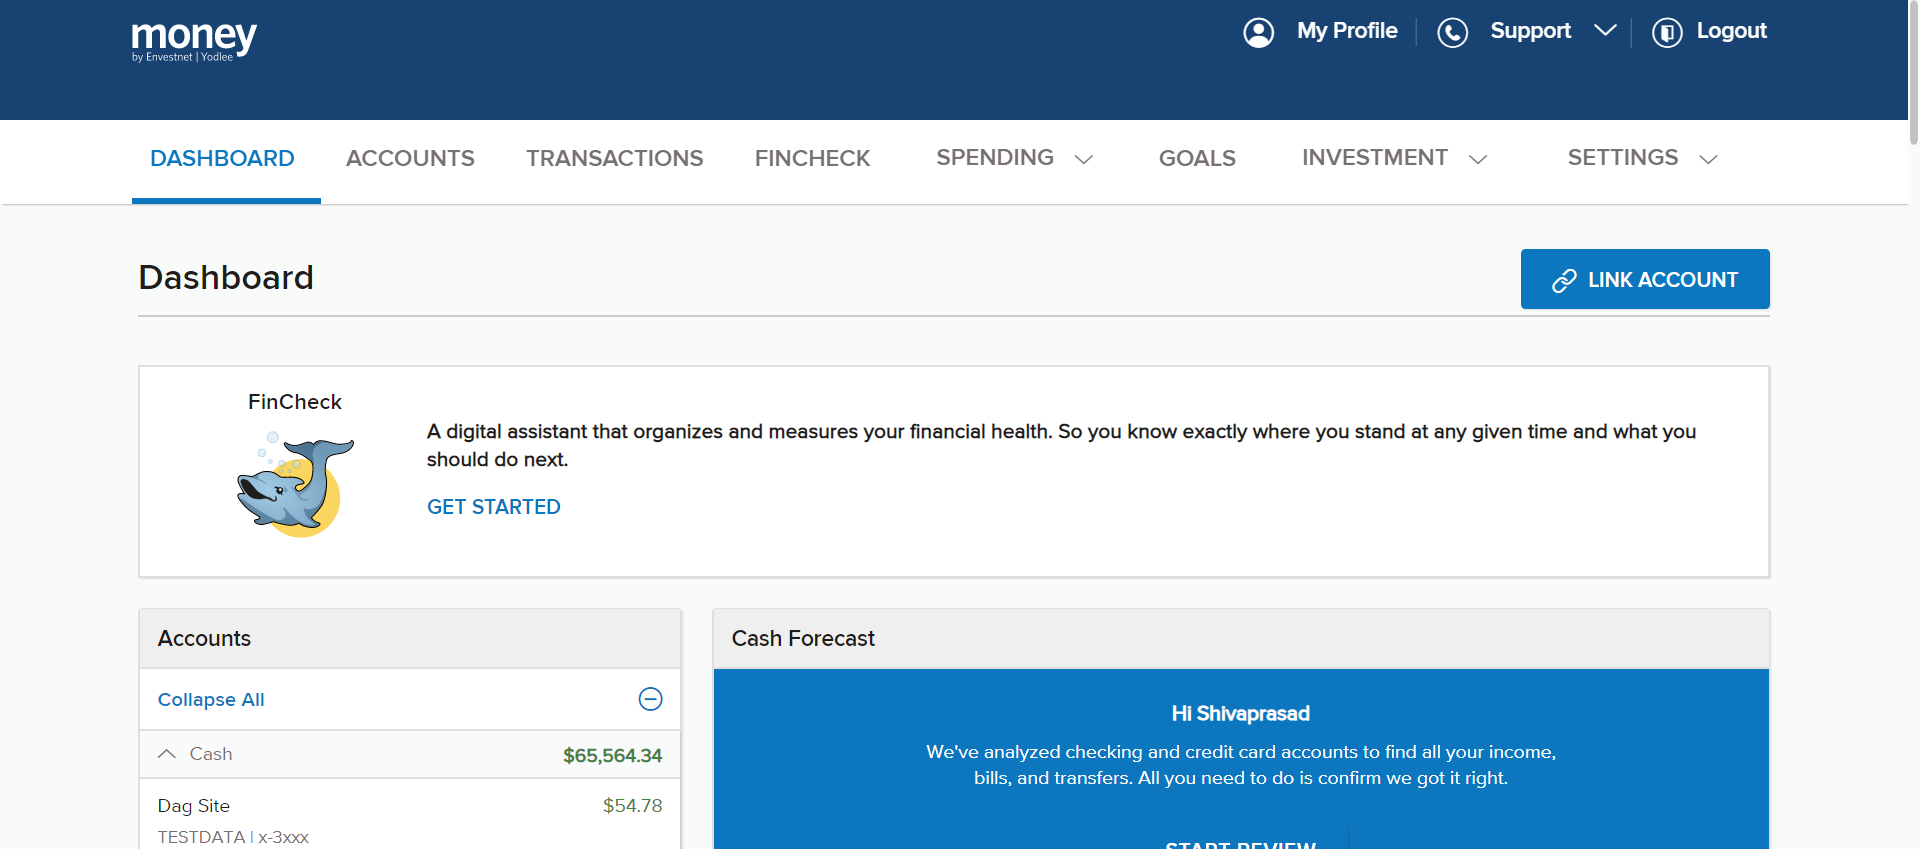 money
by Envestnet | Yodlee
My Profile
Support
Logout
DASHBOARD
ACCOUNTS
TRANSACTIONS
FINCHECK
SPENDING
GOALS
INVESTMENT
SETTINGS
Dashboard
LINK ACCOUNT
FinCheck
A digital assistant that organizes and measures your financial health. So you know exactly where you stand at any given time and what you
should do next.
GET STARTED
Accounts
Collapse All
Cash $65,564.34
Dag Site $54.78
TESTDATA | x-3xxx
Cash Forecast
Hi Shivaprasad
We've analyzed checking and credit card accounts to find all your income,
bills, and transfers. All you need to do is confirm we got it right.
START REVIEW